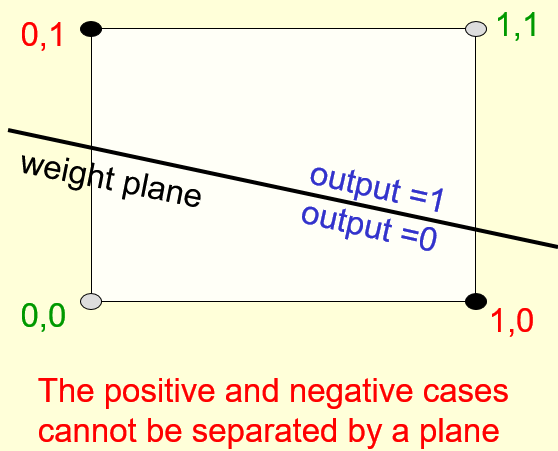 0,1
1,1
weight plane
output =1
output =0
0,0
1,0
The positive and negative cases
cannot be separated by a plane